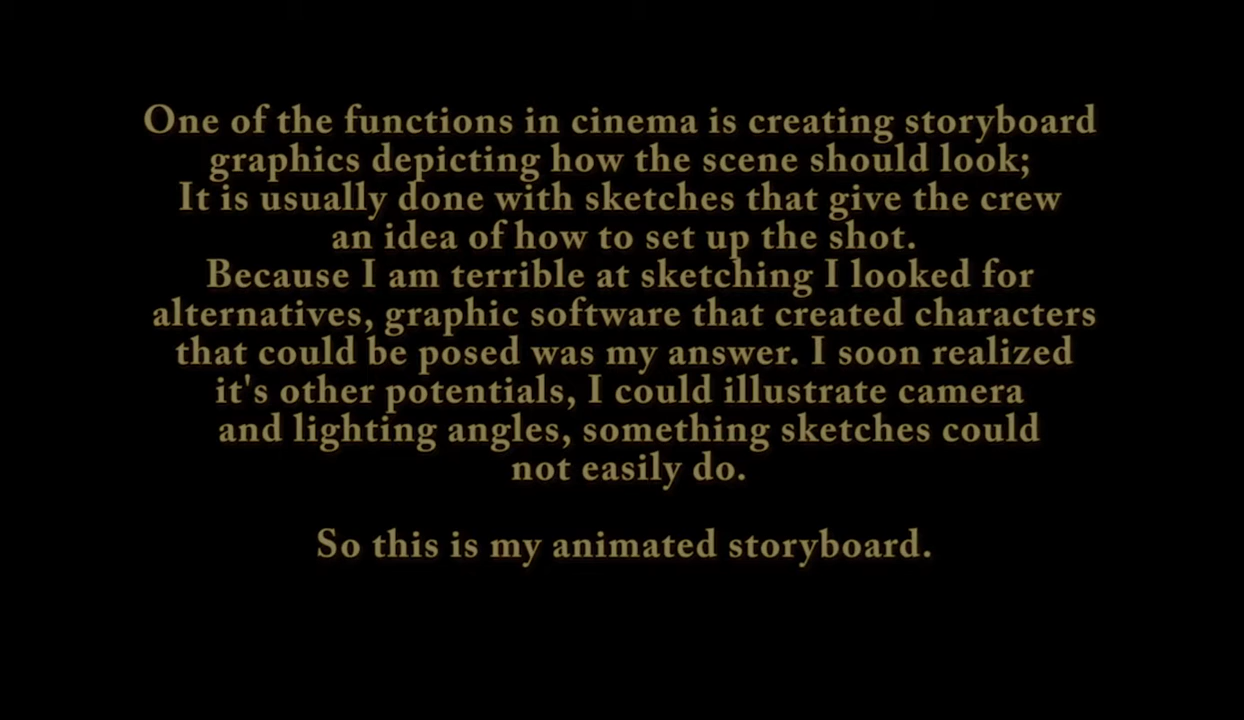 One of the functions in cinema is creating storyboard
graphics depicting how the scene should look;
It is usually done with sketches that give the crew
an idea of how to set up the shot.
Because I am terrible at sketching I looked for
alternatives, graphic software that created characters
that could be posed was my answer. I soon realized
it's other potentials, I could illustrate camera
and lighting angles, something sketches could
not easily do.
So this is my animated storyboard.